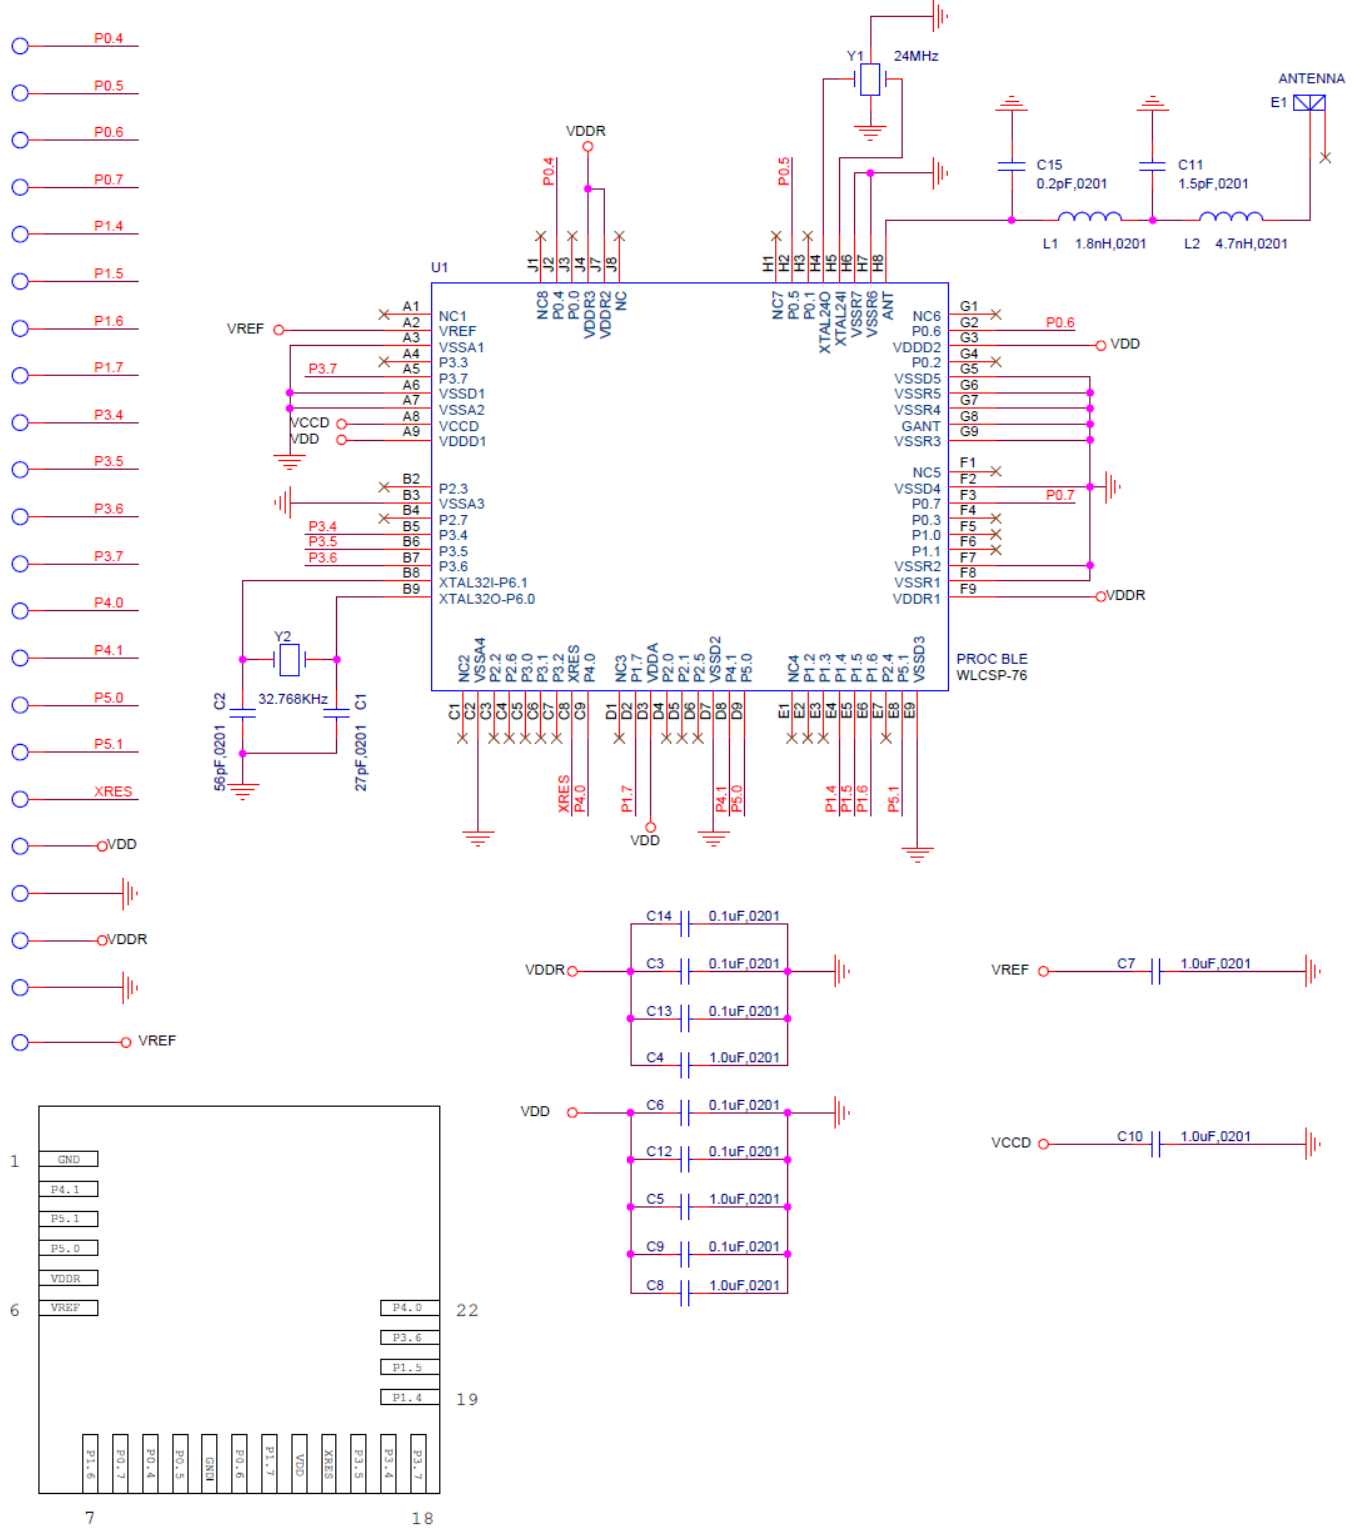 P0.4
P0.5
P0.6
P0.7
P1.4
P1.5
P1.6
P1.7
P3.4
P3.5
P3.6
P3.7
P4.0
P4.1
P5.0
P5.1
XRES
VDD
VDDR
VREF
Y1 24MHz
ANTENNA
E1
C15
0.2pF,0201
C11
1.5pF,0201
L1 1.8nH,0201
L2 4.7nH,0201
VDDR
P0.4
P0.5
U1
J1 J2 J3 J4 J7 J8
NC8 P0.4 P0.0 VDDR3 VDDR2 NC
H1 H2 H3 H4 H5 H6 H7 H8
NC7 P0.5 P0.1 XTAL24O XTAL24I VSSR7 VSSR6 ANT
A1 NC1
VREF A2 VREF
A3 VSSA1
A4 P3.3
P3.7 A5 P3.7
A6 VSSD1
A7 VSSA2
VCCD A8 VCCD
VDD A9 VDDD1
B2 P2.3
B3 VSSA3
B4 P2.7
P3.4 B5 P3.4
P3.5 B6 P3.5
P3.6 B7 P3.6
B8 XTAL32I-P6.1
B9 XTAL32O-P6.0
NC6 G1
P0.6 G2 P0.6
VDDD2 G3 VDD
P0.2 G4
VSSD5 G5
VSSR5 G6
VSSR4 G7
GANT G8
VSSR3 G9
NC5 F1
VSSD4 F2
P0.7 F3 P0.7
P0.3 F4
P1.0 F5
P1.1 F6
VSSR2 F7
VSSR1 F8
VDDR1 F9 VDDR
PROC BLE
WLCSP-76
Y2
32.768KHz
C2
56pF,0201
C1
27pF,0201
NC2 VSSA4 P2.2 P2.6 P3.0 P3.1 P3.2 XRES P4.0
C1 C2 C3 C4 C5 C6 C7 C8 C9
XRES P4.0
NC3 P1.7 VDDA P2.0 P2.1 P2.5 VSSD2 P4.1 P5.0
D1 D2 D3 D4 D5 D6 D7 D8 D9
P1.7 VDD P4.1 P5.0
NC4 P1.2 P1.3 P1.4 P1.5 P1.6 P2.4 P5.1 VSSD3
E1 E2 E3 E4 E5 E6 E7 E8 E9
P1.4 P1.5 P1.6 P5.1
C14 0.1uF,0201
VDDR C3 0.1uF,0201
C13 0.1uF,0201
C4 1.0uF,0201
VDD C6 0.1uF,0201
C12 0.1uF,0201
C5 1.0uF,0201
C9 0.1uF,0201
C8 1.0uF,0201
VREF C7 1.0uF,0201
VCCD C10 1.0uF,0201
1 GND
P4.1
P5.1
P5.0
VDDR
6 VREF
P4.0 22
P3.6
P1.5
P1.4 19
P1.6 P0.7 P0.4 P0.5 GND P0.6 P1.7 VDD XRES P3.5 P3.4 P3.7
7 18